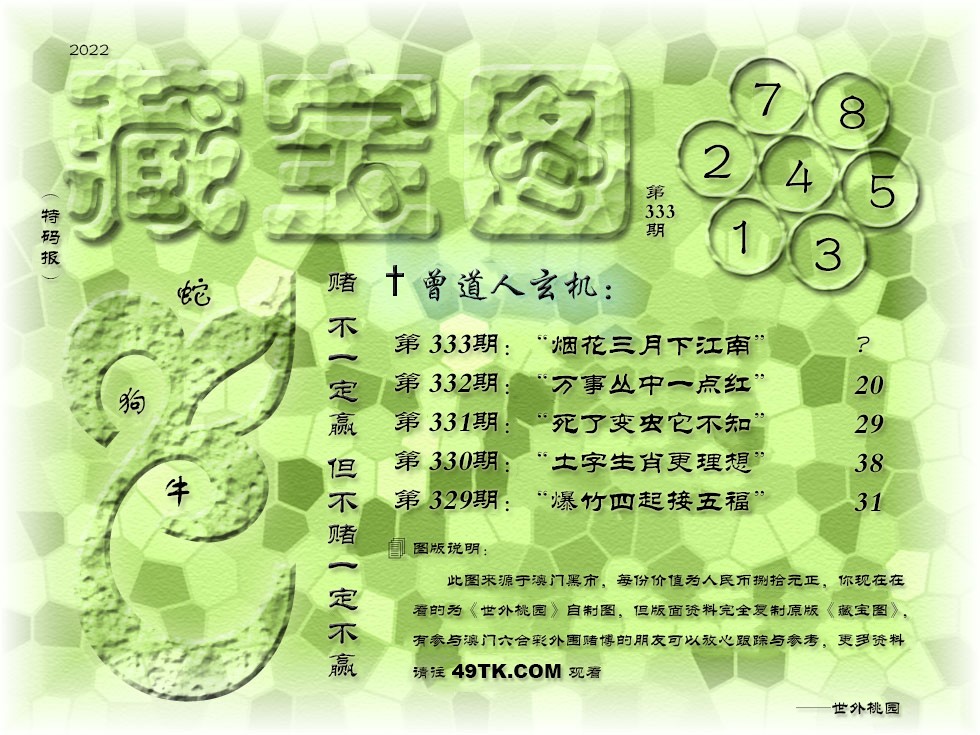 2022
藏宝图
（特码报）
第
333
期
7
8
2
4
5
1
3
蛇
狗
牛
赌不一定赢 但不赌一定不赢
曾道人玄机：
第 333期： “烟花三月下江南” ?
第 332期： “万事丛中一点红” 20
第 331期： “死了变虫它不知” 29
第 330期： “土字生肖更理想” 38
第 329期： “爆竹四起接五福” 31
图版说明：
此图来源于澳门黑市，每份价值为人民币捌拾元正，你现在在
看的为《世外桃园》自制图，但版面资料完全复制原版《藏宝图》，
有参与澳门六合彩外围赌博的朋友可以放心跟踪与参考，更多资料
请往 49TK.COM 观看
——世外桃园